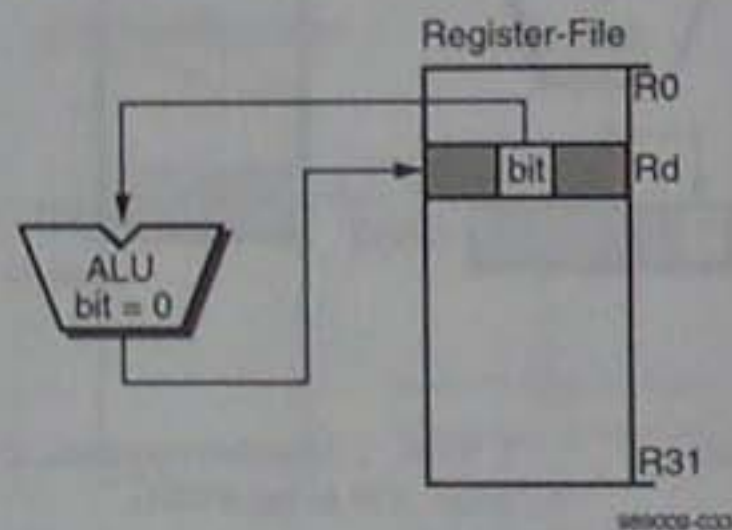 Register-File
R0
bit
Rd
ALU
bit = 0
R31